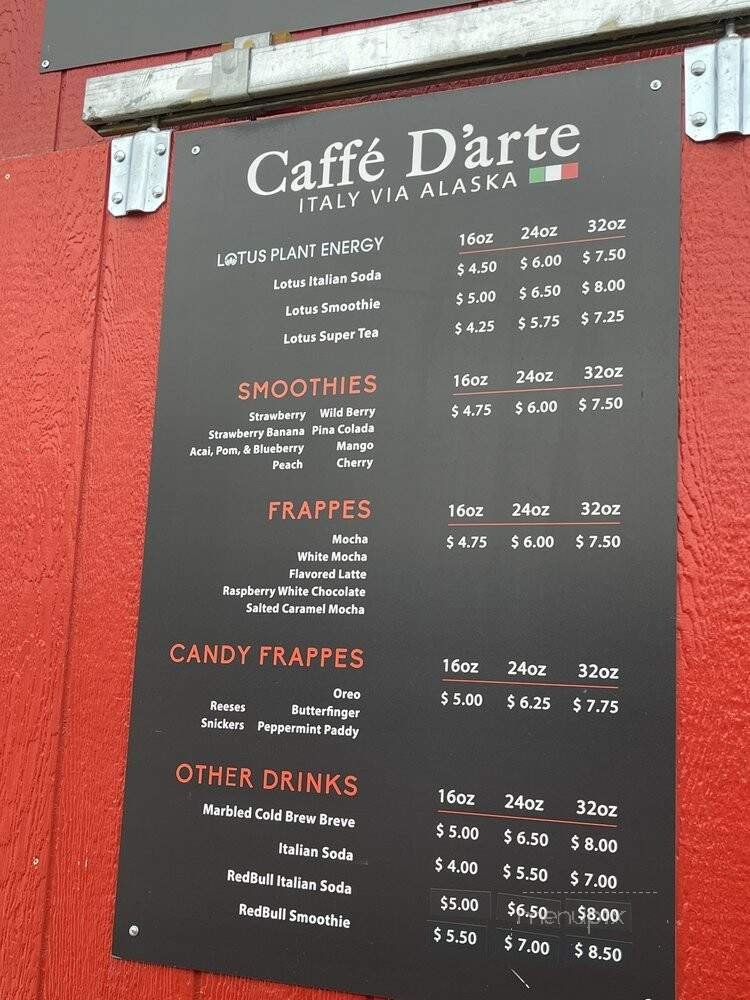 Caffé D'arte
ITALY VIA ALASKA
LOTUS PLANT ENERGY 16oz 24oz 32oz
Lotus Italian Soda $ 4.50 $ 6.00 $ 7.50
Lotus Smoothie $ 5.00 $ 6.50 $ 8.00
Lotus Super Tea $ 4.25 $ 5.75 $ 7.25
SMOOTHIES 16oz 24oz 32oz
Strawberry Wild Berry $ 4.75 $ 6.00 $ 7.50
Strawberry Banana Pina Colada
Acai, Pom, & Blueberry Mango
Peach Cherry
FRAPPES 16oz 24oz 32oz
Mocha $ 4.75 $ 6.00 $ 7.50
White Mocha
Flavored Latte
Raspberry White Chocolate
Salted Caramel Mocha
CANDY FRAPPES 16oz 24oz 32oz
Oreo $ 5.00 $ 6.25 $ 7.75
Reeses Butterfinger
Snickers Peppermint Paddy
OTHER DRINKS 16oz 24oz 32oz
Marbled Cold Brew Breve $ 5.00 $ 6.50 $ 8.00
Italian Soda $ 4.00 $ 5.50 $ 7.00
RedBull Italian Soda $5.00 $6.50 $8.00
RedBull Smoothie $ 5.50 $ 7.00 $ 8.50
menupix